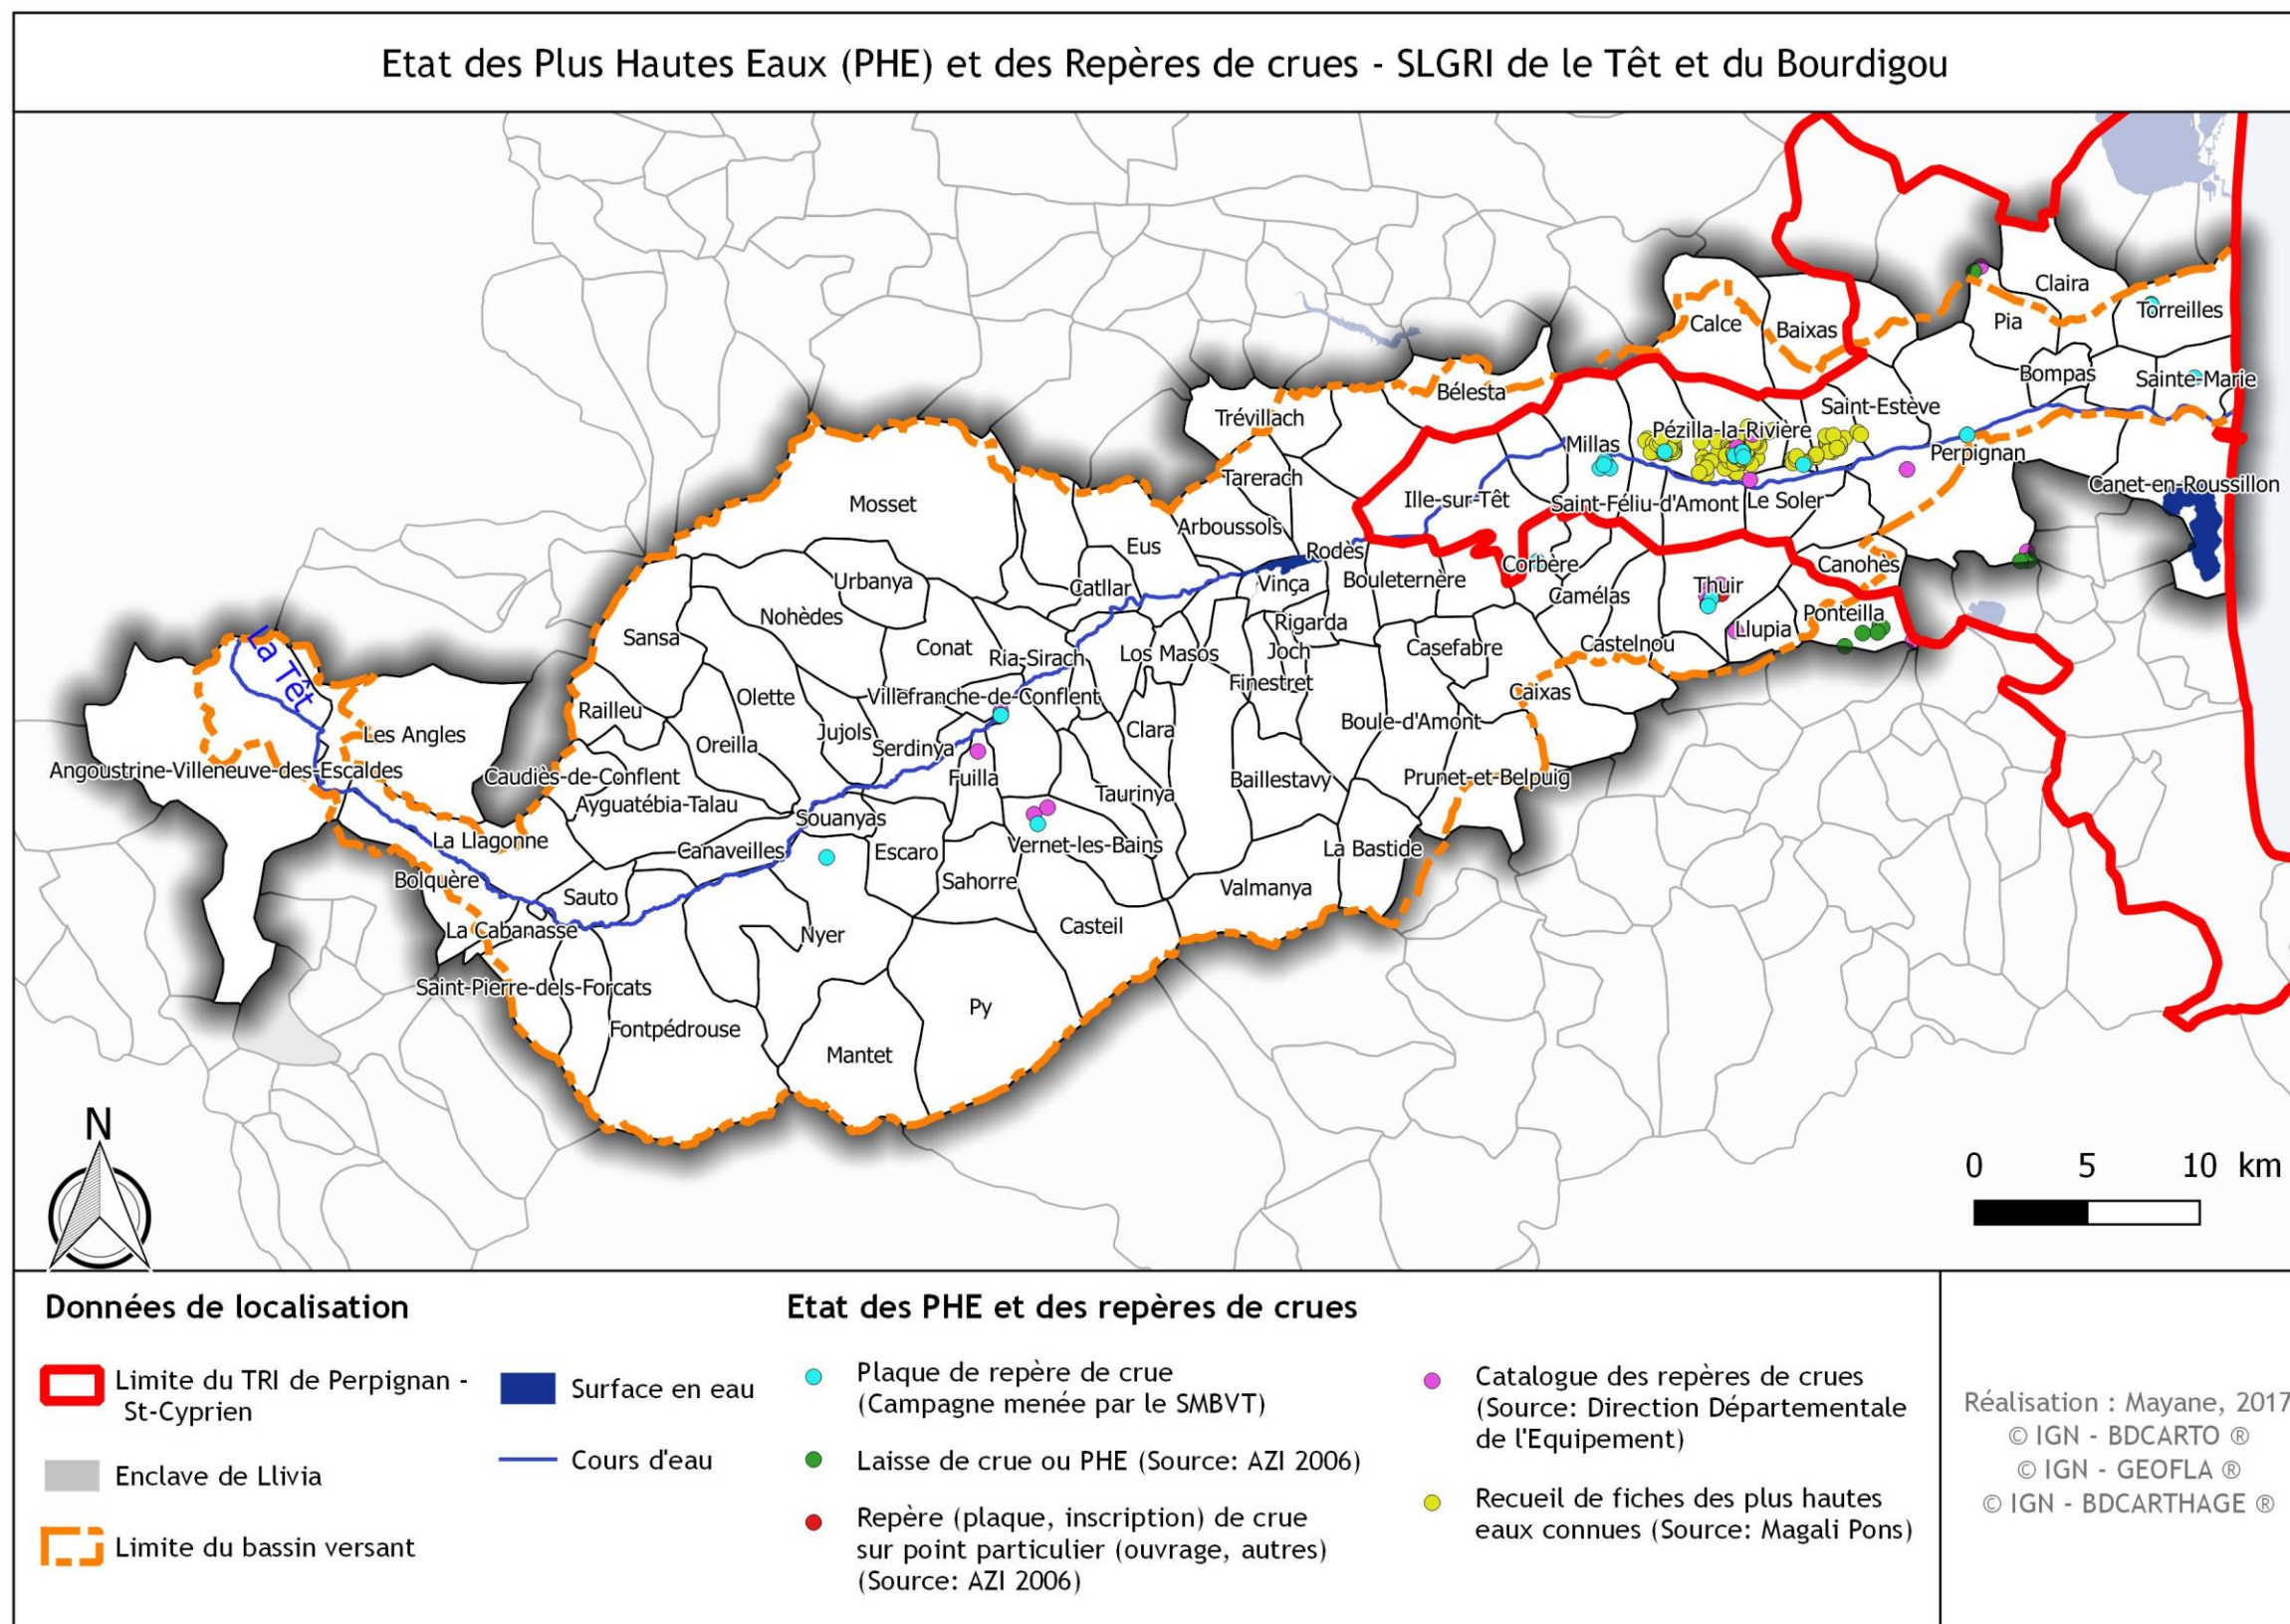 Etat des Plus Hautes Eaux (PHE) et des Repères de crues - SLGRI de le Têt et du Bourdigou
Claira
Torreilles
Pia
Calce
Baixas
Bompas
Sainte-Marie
Bélesta
Saint-Estève
Trévillach
Pézilla-la-Rivière
Millas
Perpignan
Tarerach
Canet-en-Roussillon
Mosset
Ille-sur-Têt
Saint-Féliu-d'Amont
Le Soler
Arboussols
Eus
Rodès
Corbère
Canohès
Urbanya
Catllar
Vinça
Bouleternère
Thuir
Camélas
Nohèdes
Ponteilla
Rigarda
Llupia
Sansa
Conat
Ria-Sirach
Los Masos
Joch
Casefabre
Castelnou
La Têt
Finestret
Olette
Villefranche-de-Conflent
Caixas
Railleu
Boule-d'Amont
Les Angles
Jujols
Clara
Oreilla
Serdinya
Angoustrine-Villeneuve-des-Escaldes
Caudiès-de-Conflent
Fuilla
Baillestavy
Prunet-et-Belpuig
Ayguatébia-Talau
Taurinya
Souanyas
La Llagonne
Canaveilles
Escaro
Vernet-les-Bains
La Bastide
Bolquère
Sahorre
Valmanya
Sauto
La Cabanasse
Nyer
Casteil
Saint-Pierre-dels-Forcats
Py
Fontpédrouse
Mantet
N
0 5 10 km
Données de localisation
Limite du TRI de Perpignan -
St-Cyprien
Enclave de Llivia
Limite du bassin versant
Surface en eau
Cours d'eau
Etat des PHE et des repères de crues
Plaque de repère de crue
(Campagne menée par le SMBVT)
Laisse de crue ou PHE (Source: AZI 2006)
Repère (plaque, inscription) de crue
sur point particulier (ouvrage, autres)
(Source: AZI 2006)
Catalogue des repères de crues
(Source: Direction Départementale
de l'Equipement)
Recueil de fiches des plus hautes
eaux connues (Source: Magali Pons)
Réalisation : Mayane, 2017
© IGN - BDCARTO ®
© IGN - GEOFLA ®
© IGN - BDCARTHAGE ®